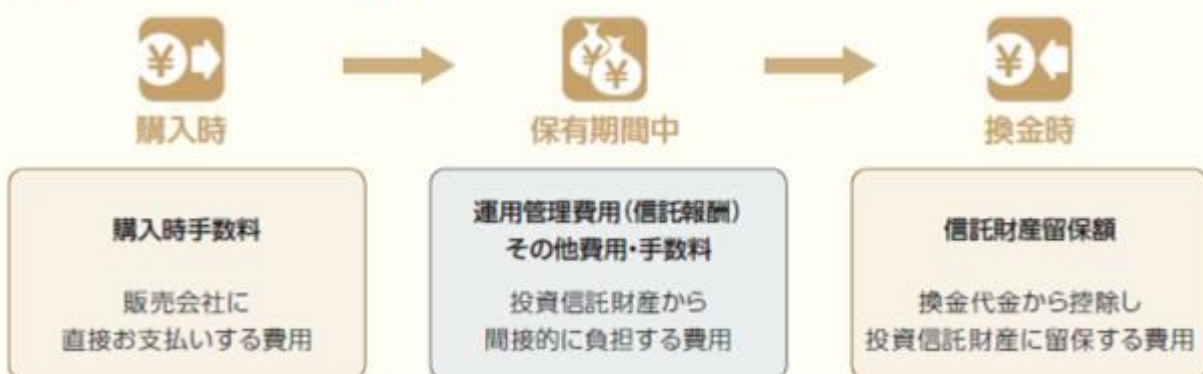 購入時
保有期間中
換金時
購入時手数料
販売会社に
直接お支払いする費用
運用管理費用(信託報酬)
その他費用・手数料
投資信託財産から
間接的に負担する費用
信託財産留保額
換金代金から控除し
投資信託財産に留保する費用